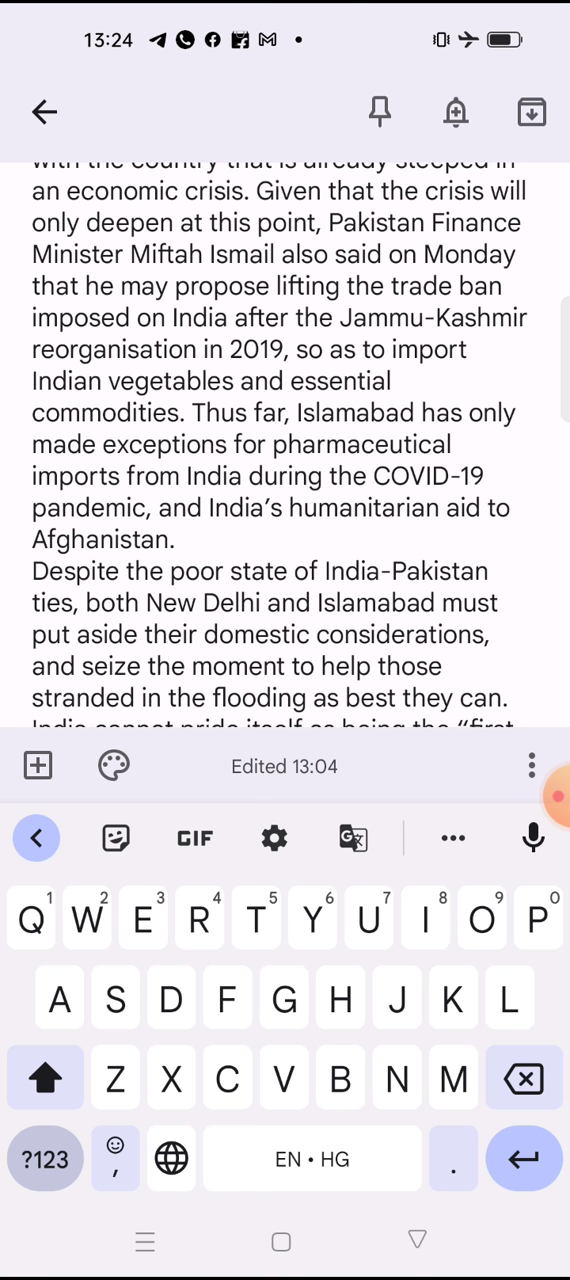 13:24
an economic crisis. Given that the crisis will
only deepen at this point, Pakistan Finance
Minister Miftah Ismail also said on Monday
that he may propose lifting the trade ban
imposed on India after the Jammu-Kashmir
reorganisation in 2019, so as to import
Indian vegetables and essential
commodities. Thus far, Islamabad has only
made exceptions for pharmaceutical
imports from India during the COVID-19
pandemic, and India’s humanitarian aid to
Afghanistan.
Despite the poor state of India-Pakistan
ties, both New Delhi and Islamabad must
put aside their domestic considerations,
and seize the moment to help those
stranded in the flooding as best they can.
Edited 13:04
GIF
1 2 3 4 5 6 7 8 9 0
Q W E R T Y U I O P
A S D F G H J K L
Z X C V B N M
?123 , EN • HG .